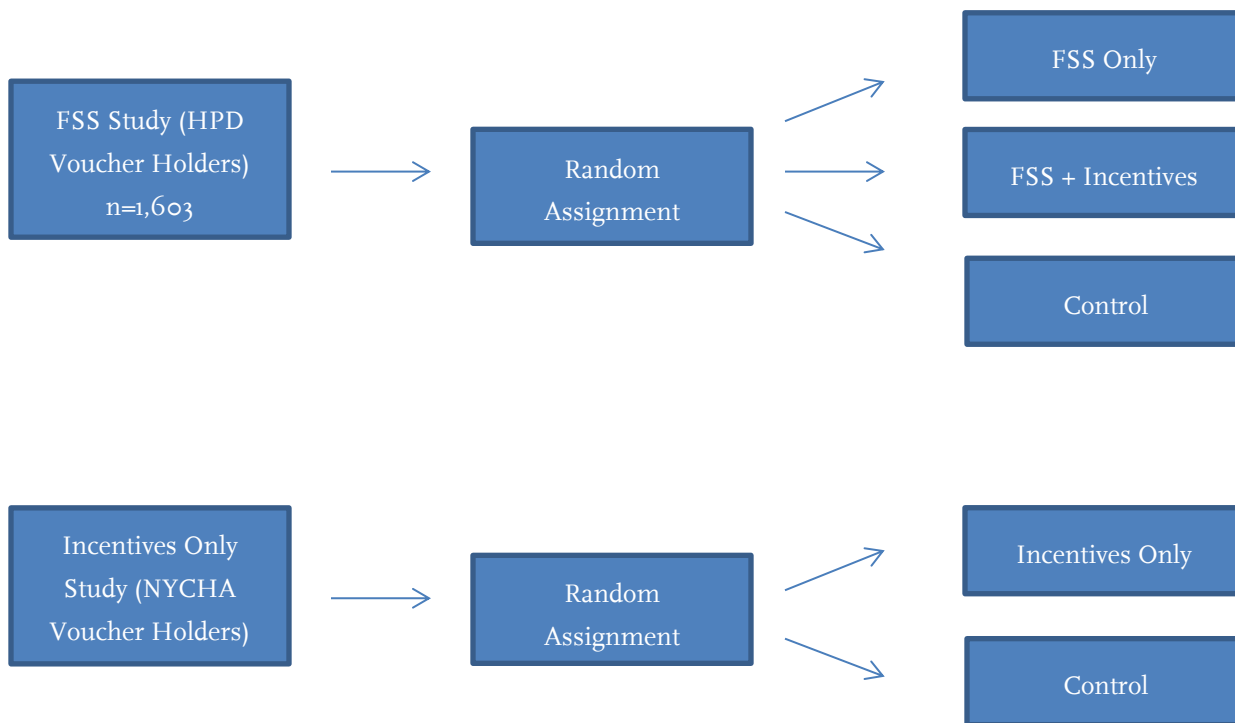 FSS Study (HPD
Voucher Holders)
n=1,603
Random
Assignment
FSS Only
FSS + Incentives
Control
Incentives Only
Study (NYCHA
Voucher Holders)
Random
Assignment
Incentives Only
Control